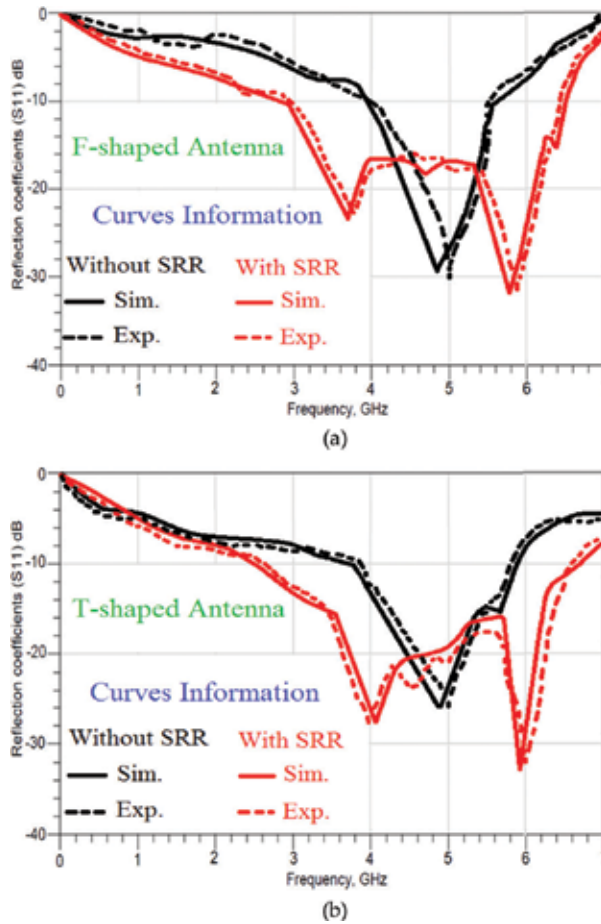 0
-10
-20
-30
-40
Reflection coefficients (S11) dB
F-shaped Antenna
Curves Information
Without SRR With SRR
Sim. Sim.
Exp. Exp.
0 1 2 3 4 5 6
Frequency, GHz
(a)
0
-10
-20
-30
-40
Reflection coefficients (S11) dB
T-shaped Antenna
Curves Information
Without SRR With SRR
Sim. Sim.
Exp. Exp.
0 1 2 3 4 5 6
Frequency, GHz
(b)